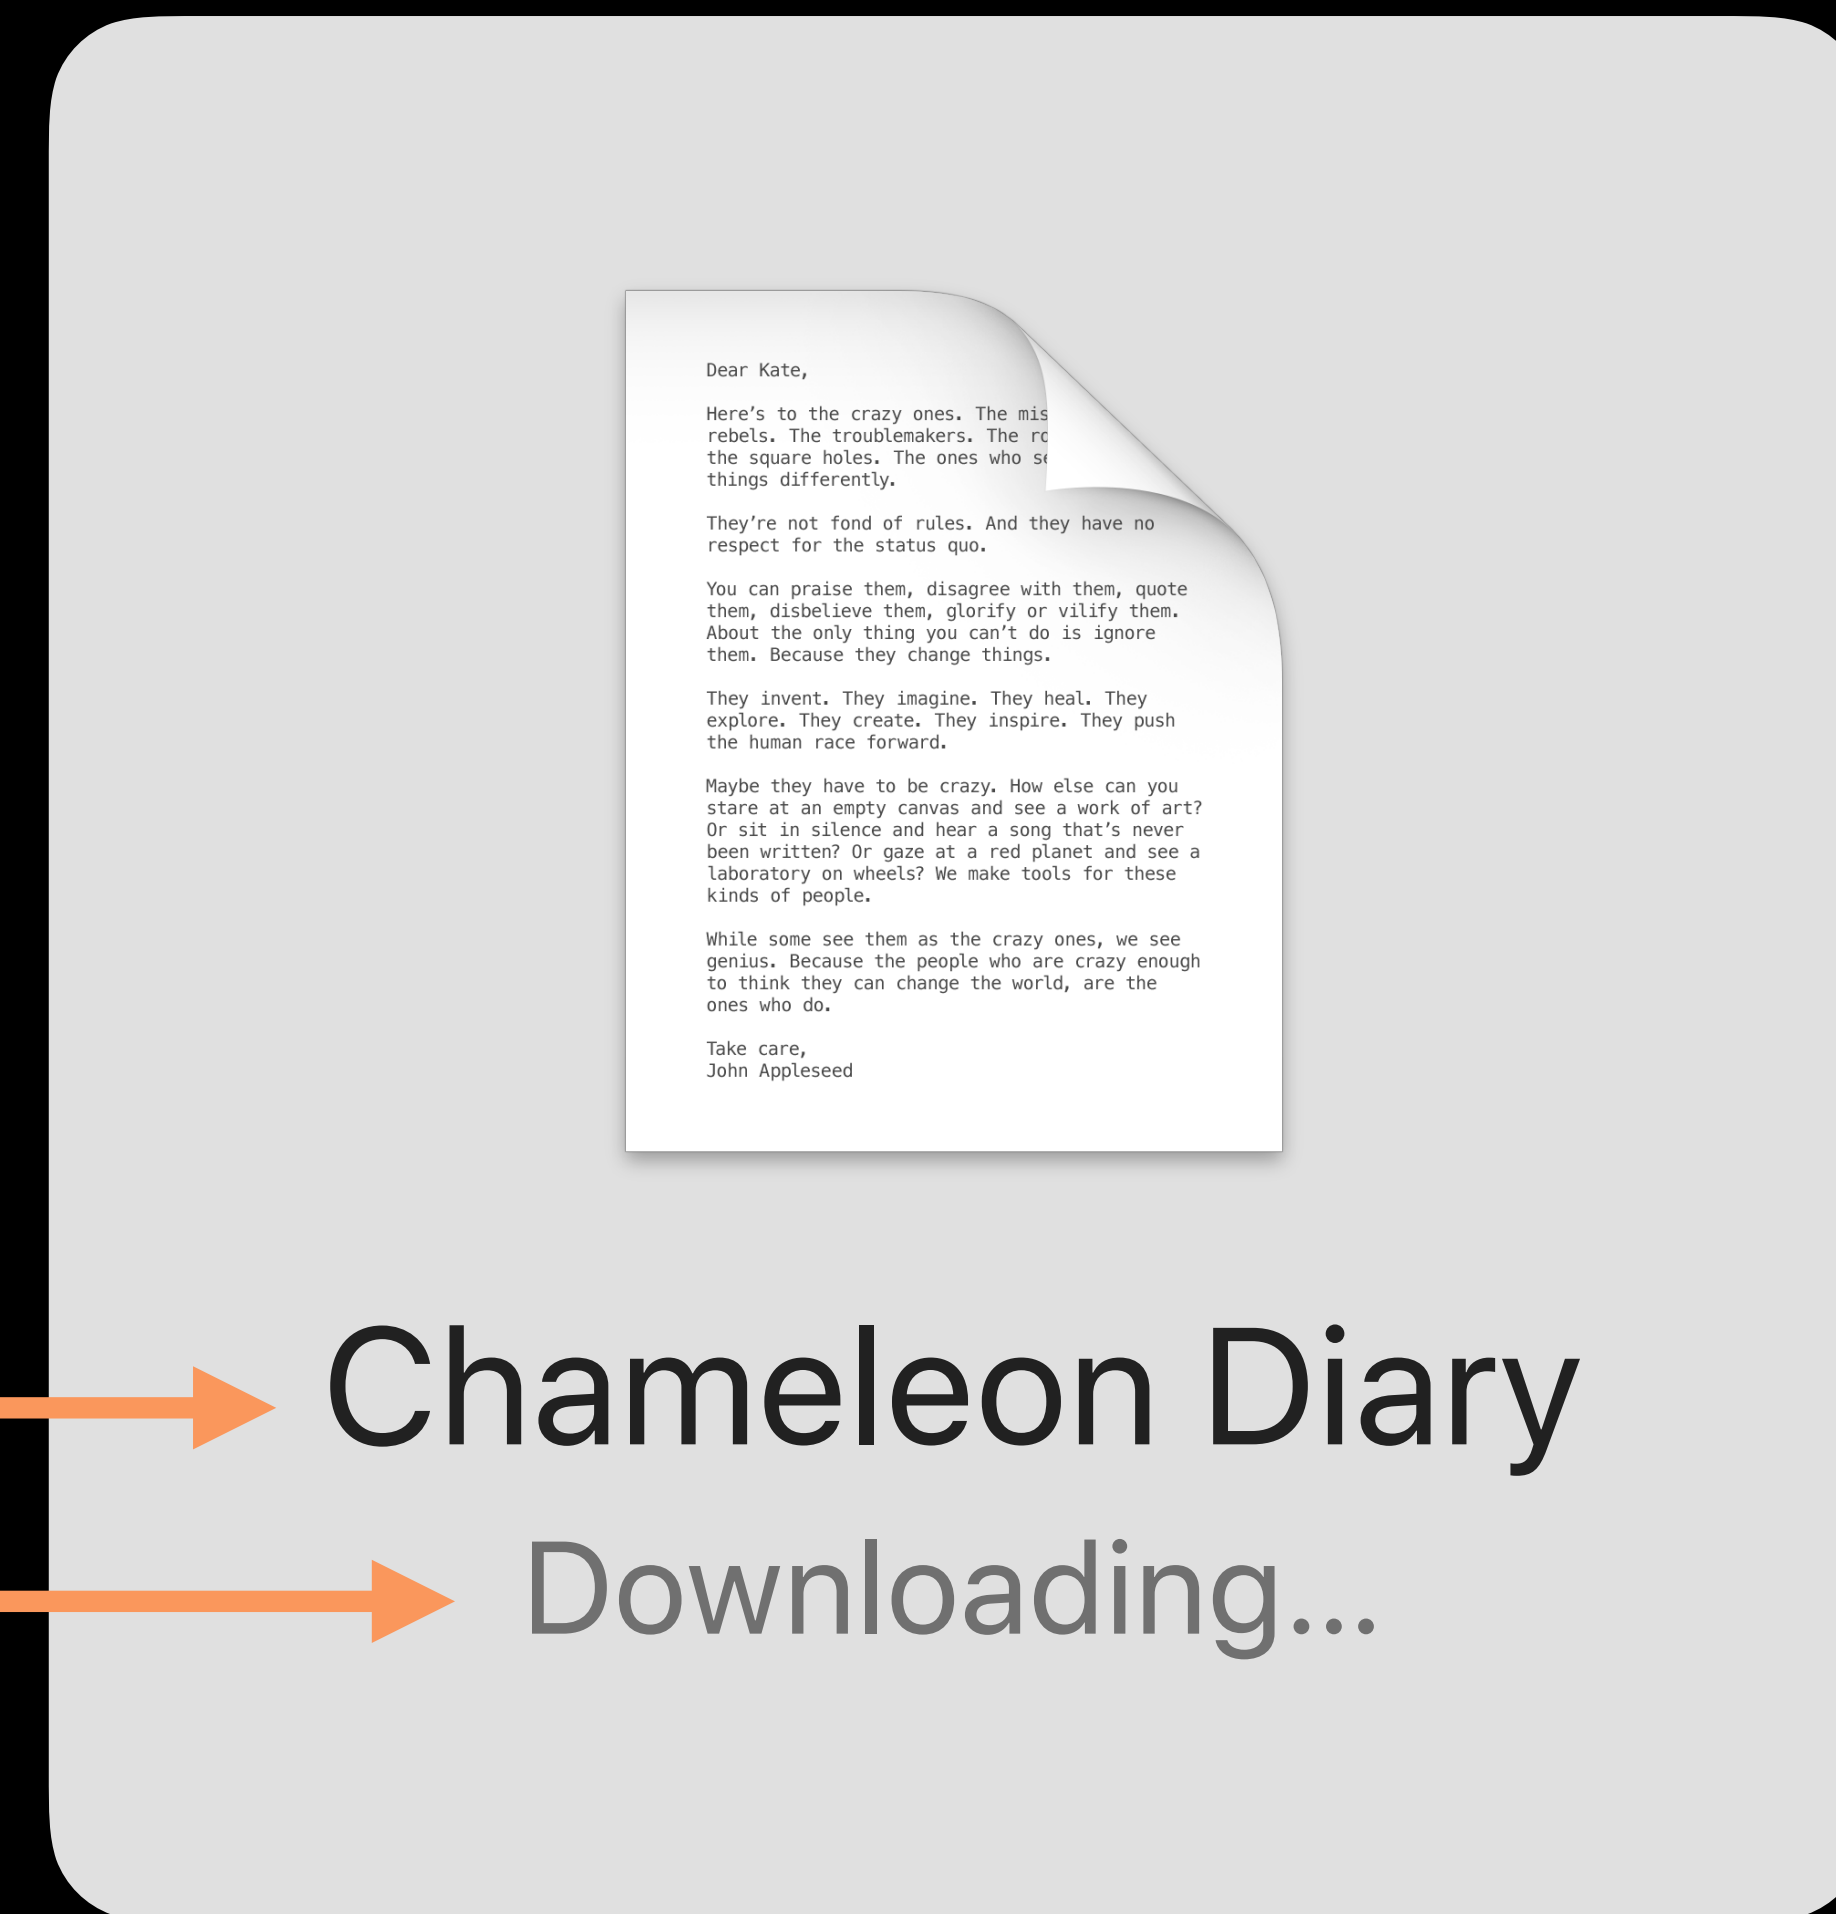 Dear Kate,
Here’s to the crazy ones. The
rebels. The troublemakers. The
the square holes. The ones who
things differently.
They’re not fond of rules. And they have no
respect for the status quo.
You can praise them, disagree with them, quote
them, disbelieve them, glorify or vilify them.
About the only thing you can’t do is ignore
them. Because they change things.
They invent. They imagine. They heal. They
explore. They create. They inspire. They push
the human race forward.
Maybe they have to be crazy. How else can you
stare at an empty canvas and see a work of art?
Or sit in silence and hear a song that’s never
been written? Or gaze at a red planet and see a
laboratory on wheels? We make tools for these
kinds of people.
While some see them as the crazy ones, we see
genius. Because the people who are crazy enough
to think they can change the world, are the
ones who do.
Take care,
John Appleseed
Chameleon Diary
Downloading...